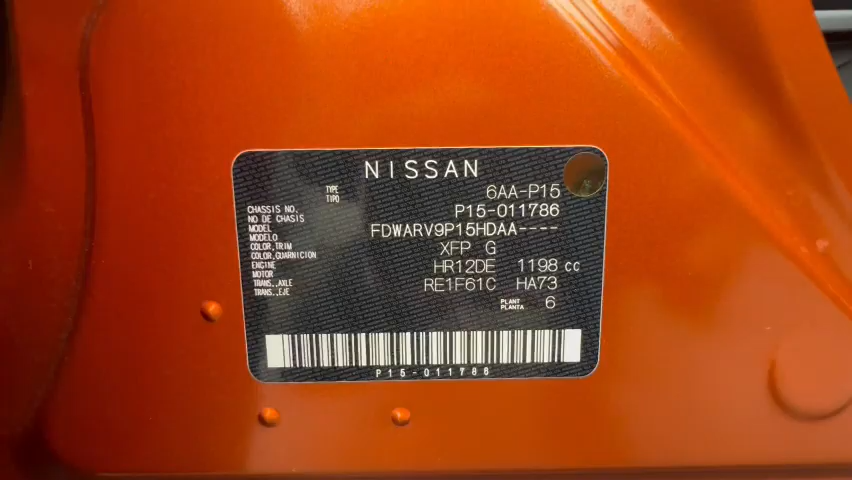 NISSAN
TYPE
TIPO
6AA-P15
CHASSIS NO.
NO DE CHASIS
P15-011786
MODEL
MODELO
FDWARV9P15HDAA----
COLOR,TRIM
COLOR,GUARNICION
XFP G
ENGINE
MOTOR
HR12DE 1198 cc
TRANS.,AXLE
TRANS.,EJE
RE1F61C HA73
PLANT
PLANTA
6
P15-011786